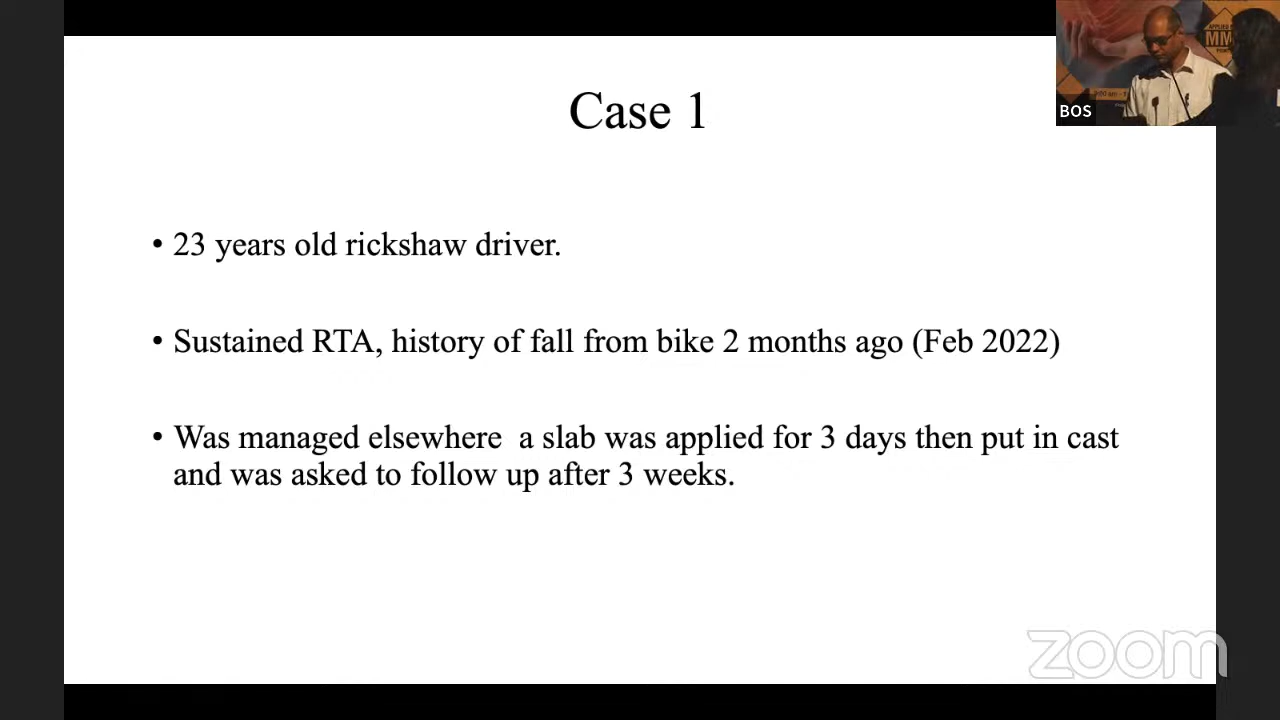 Case 1
• 23 years old rickshaw driver.
• Sustained RTA, history of fall from bike 2 months ago (Feb 2022)
• Was managed elsewhere a slab was applied for 3 days then put in cast
and was asked to follow up after 3 weeks.
BOS
zoom